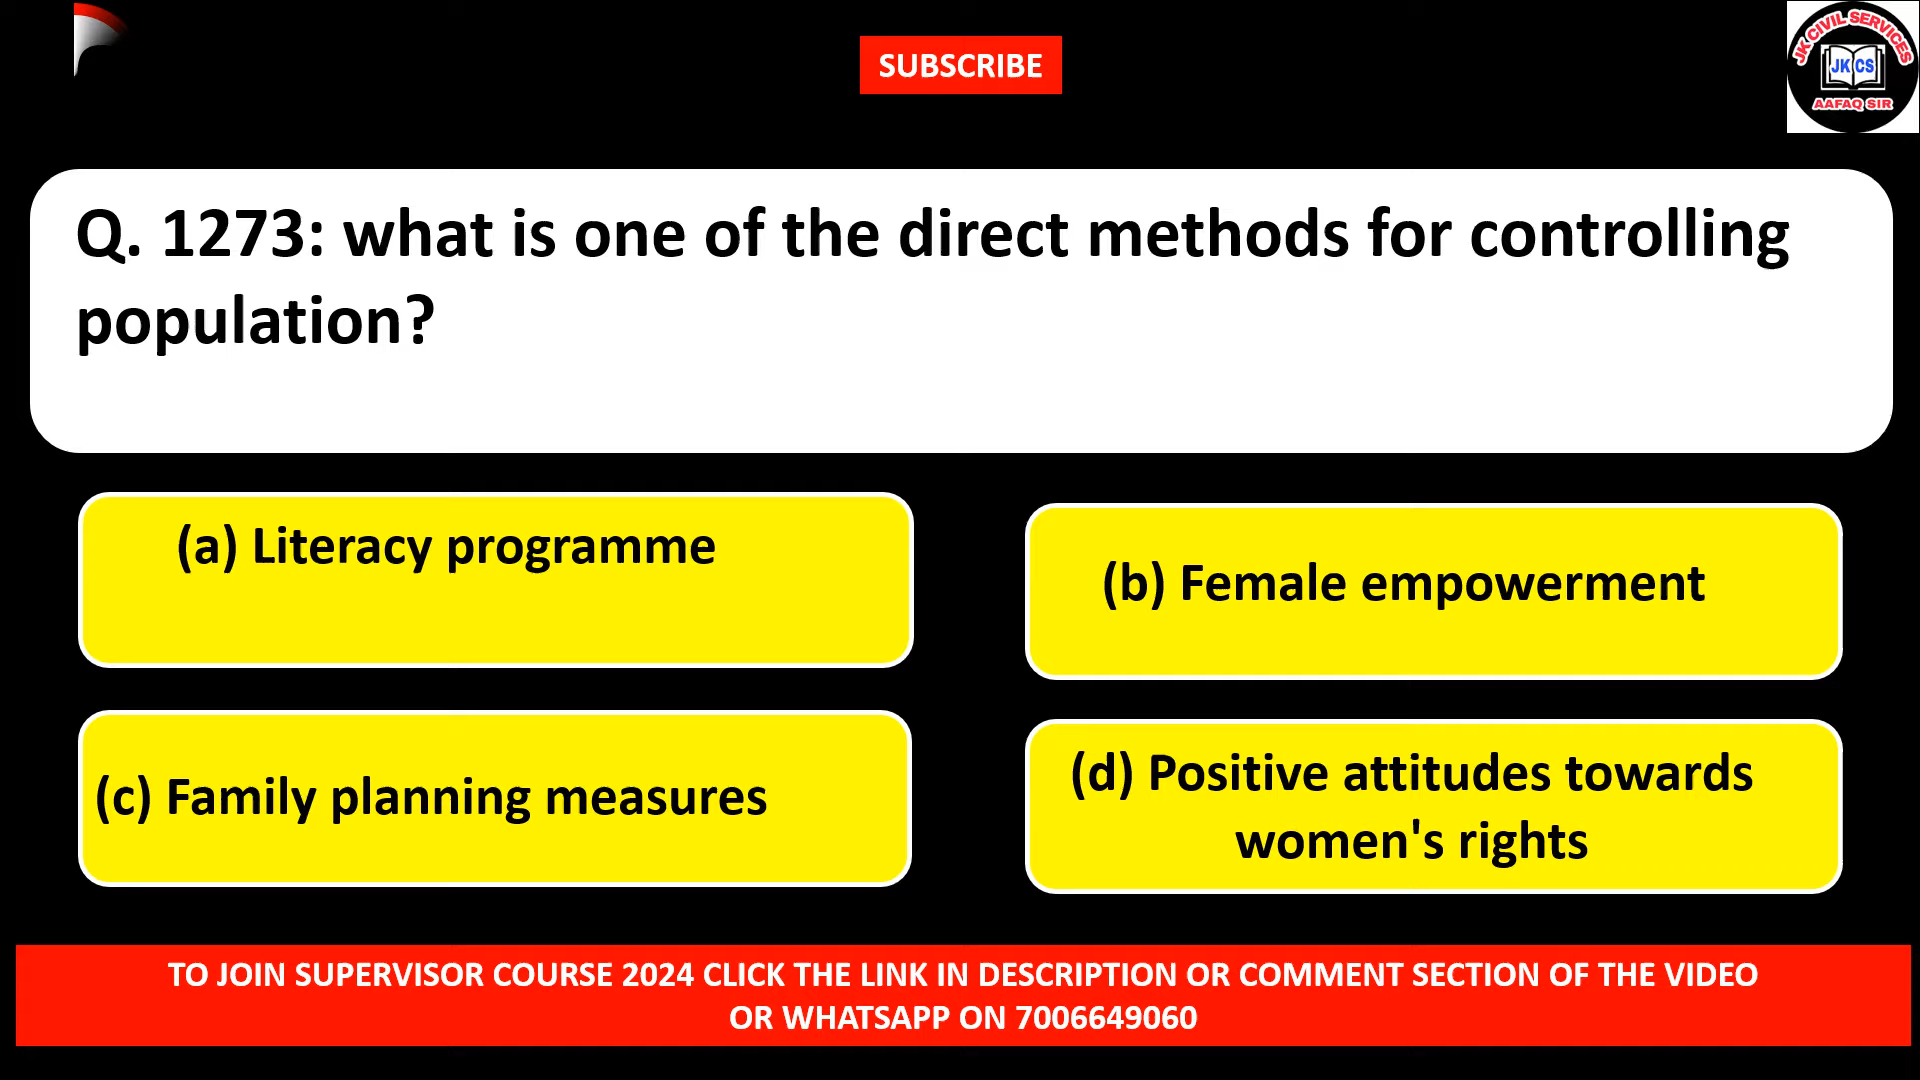 SUBSCRIBE
JK CIVIL SERVICES
JK CS
AAFAQ SIR
Q. 1273: what is one of the direct methods for controlling
population?
(a) Literacy programme
(b) Female empowerment
(c) Family planning measures
(d) Positive attitudes towards
women's rights
TO JOIN SUPERVISOR COURSE 2024 CLICK THE LINK IN DESCRIPTION OR COMMENT SECTION OF THE VIDEO
OR WHATSAPP ON 7006649060